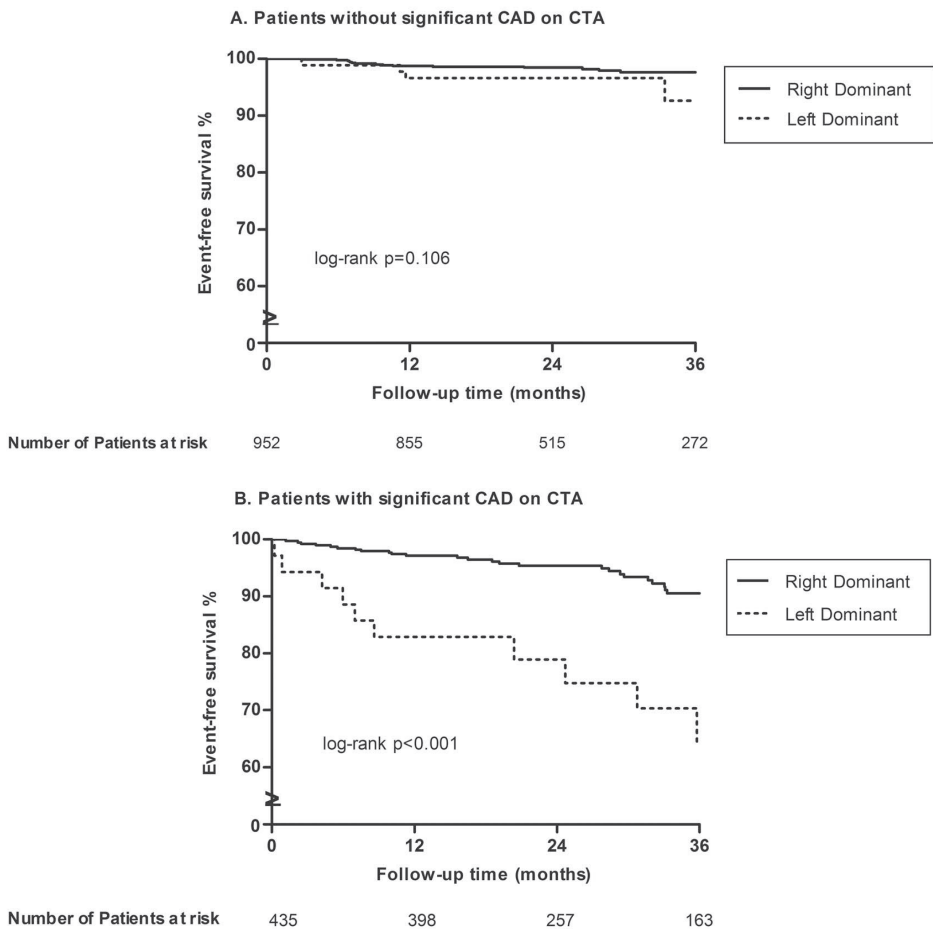 A. Patients without significant CAD on CTA
100
90
80
70
60
0
Event-free survival %
Right Dominant
Left Dominant
log-rank p=0.106
0 12 24 36
Follow-up time (months)
Number of Patients at risk 952 855 515 272
B. Patients with significant CAD on CTA
100
90
80
70
60
0
Event-free survival %
Right Dominant
Left Dominant
log-rank p<0.001
0 12 24 36
Follow-up time (months)
Number of Patients at risk 435 398 257 163